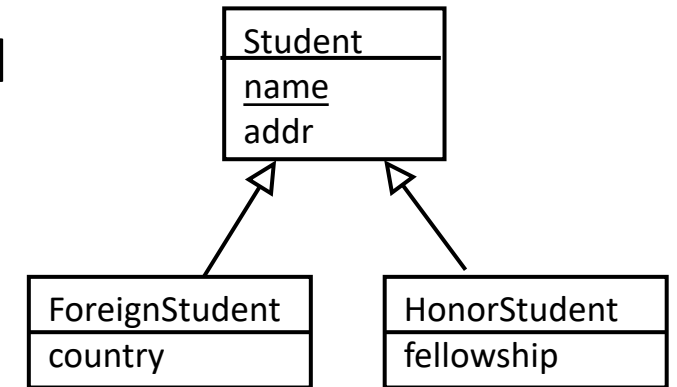 Student
name
addr
ForeignStudent
country
HonorStudent
fellowship